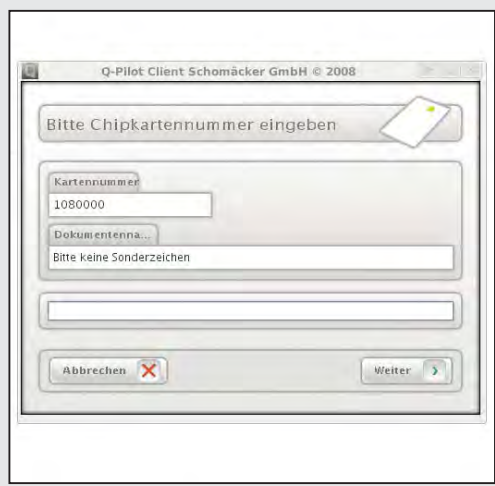 Q-Pilot Client Schomäcker GmbH © 2008
Bitte Chipkartennummer eingeben
Kartennummer
1080000
Dokumentenna...
Bitte keine Sonderzeichen
Abbrechen
Weiter